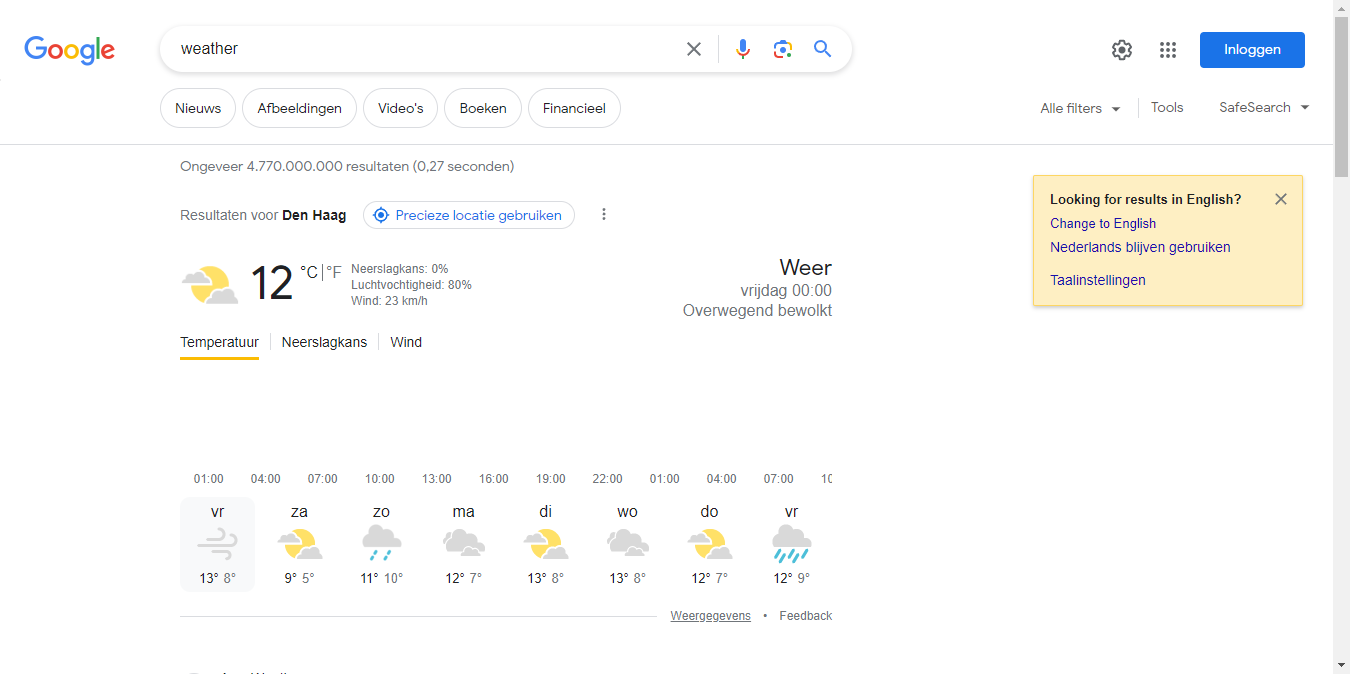 Google
weather
Inloggen
Nieuws
Afbeeldingen
Video's
Boeken
Financieel
Alle filters
Tools
SafeSearch
Ongeveer 4.770.000.000 resultaten (0,27 seconden)
Looking for results in English?
Change to English
Nederlands blijven gebruiken
Taalinstellingen
Resultaten voor Den Haag
Precieze locatie gebruiken
12 °C | °F
Neerslagkans: 0%
Luchtvochtigheid: 80%
Wind: 23 km/h
Weer
vrijdag 00:00
Overwegend bewolkt
Temperatuur
Neerslagkans
Wind
01:00 04:00 07:00 10:00 13:00 16:00 19:00 22:00 01:00 04:00 07:00
vr za zo ma di wo do vr
13° 8° 9° 5° 11° 10° 12° 7° 13° 8° 13° 8° 12° 7° 12° 9°
Weergegevens • Feedback